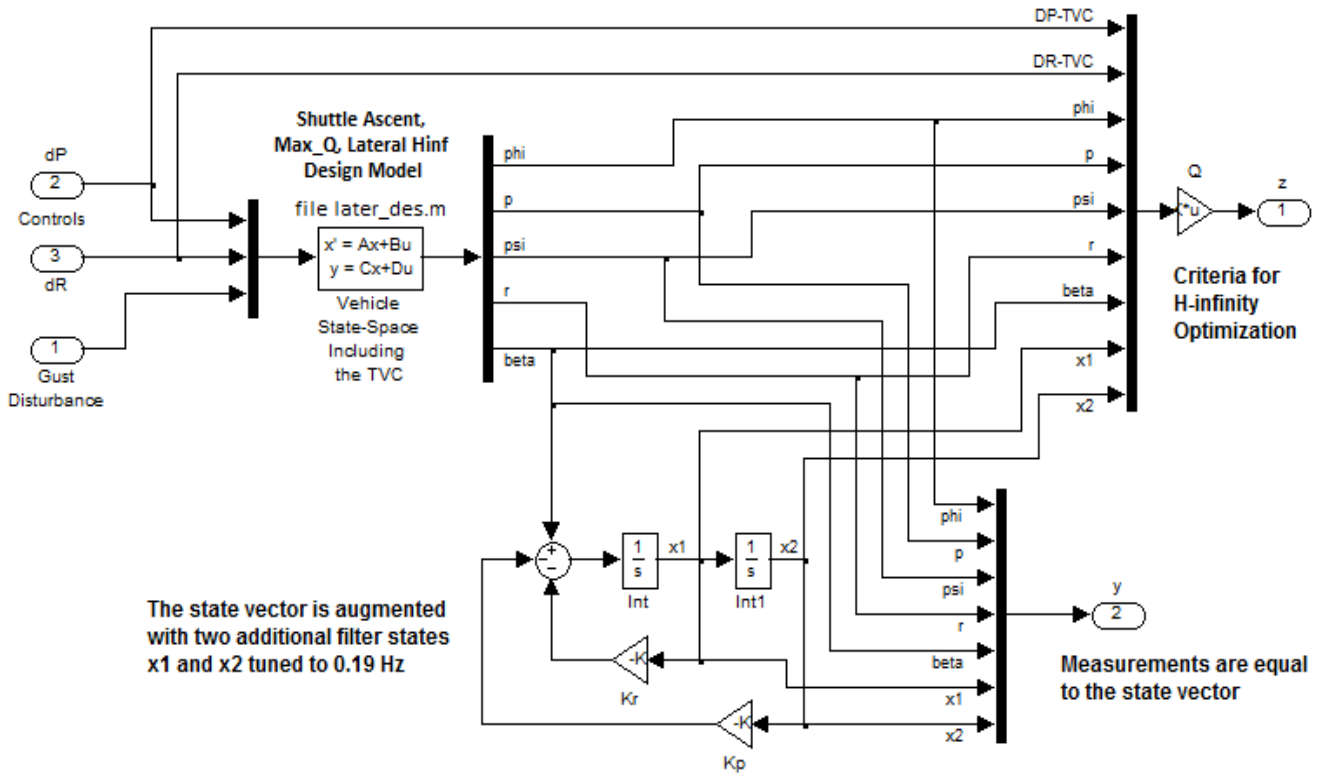 DP-TVC
DR-TVC
phi
p
psi
r
beta
x1
x2
Shuttle Ascent,
Max_Q, Lateral Hinf
Design Model
file later_des.m
x' = Ax+Bu
y = Cx+Du
Vehicle
State-Space
Including
the TVC
dP
2
Controls
3
dR
1
Gust
Disturbance
phi
p
psi
r
beta
Q
K*u
z
1
Criteria for
H-infinity
Optimization
+
−
−
1
s
Int
x1
1
s
Int1
x2
-K
Kr
-K
Kp
phi
p
psi
r
beta
x1
x2
y
2
The state vector is augmented
with two additional filter states
x1 and x2 tuned to 0.19 Hz
Measurements are equal
to the state vector